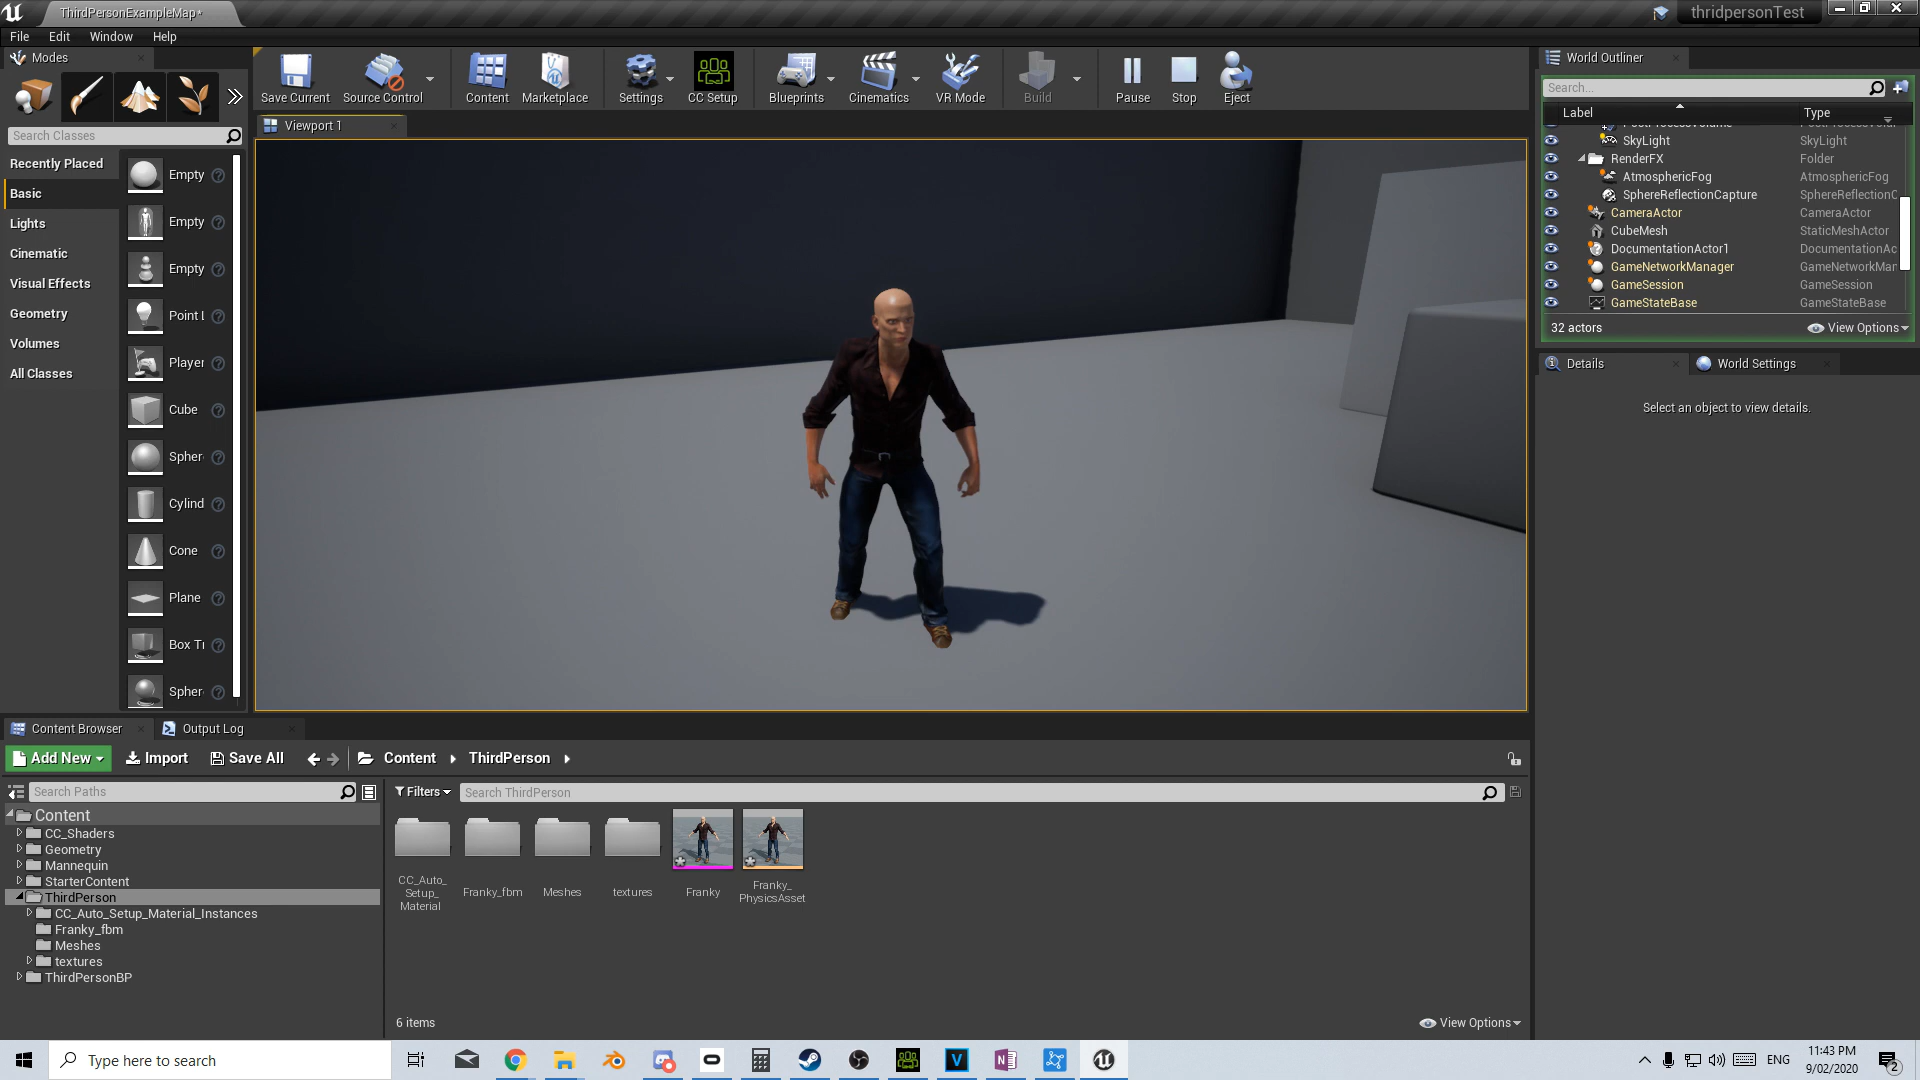 ThirdPersonExampleMap*
thridpersonTest
File Edit Window Help
Modes
Save Current
Source Control
Content
Marketplace
Settings
CC Setup
Blueprints
Cinematics
VR Mode
Build
Pause
Stop
Eject
World Outliner
Search...
Label
Type
SkyLight SkyLight
RenderFX Folder
AtmosphericFog AtmosphericFog
SphereReflectionCapture SphereReflectionC
CameraActor CameraActor
CubeMesh StaticMeshActor
DocumentationActor1 DocumentationAc
GameNetworkManager GameNetworkMan
GameSession GameSession
GameStateBase GameStateBase
32 actors
View Options
Details
World Settings
Select an object to view details.
Search Classes
Recently Placed
Basic
Lights
Cinematic
Visual Effects
Geometry
Volumes
All Classes
Empty
Empty
Empty
Point L
Player
Cube
Spher
Cylind
Cone
Plane
Box Tr
Spher
Viewport 1
Content Browser
Output Log
Add New
Import
Save All
Content
ThirdPerson
Search Paths
Filters
Search ThirdPerson
Content
CC_Shaders
Geometry
Mannequin
StarterContent
ThirdPerson
CC_Auto_Setup_Material_Instances
Franky_fbm
Meshes
textures
ThirdPersonBP
CC_Auto_
Setup_
Material
Franky_fbm
Meshes
textures
Franky
Franky_
PhysicsAsset
6 items
View Options
Type here to search
ENG
11:43 PM
9/02/2020
2